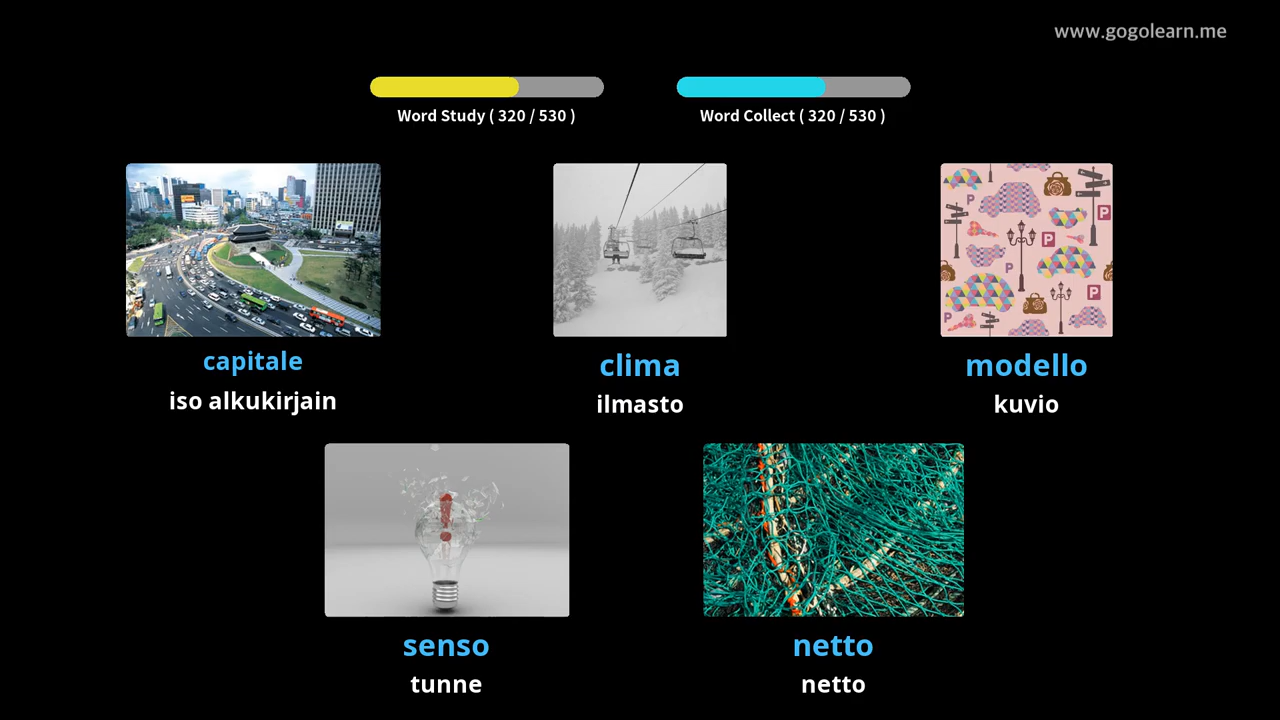 www.gogolearn.me
Word Study ( 320 / 530 )
Word Collect ( 320 / 530 )
capitale
iso alkukirjain
clima
ilmasto
modello
kuvio
P
P
P
P
P
P
senso
tunne
netto
netto